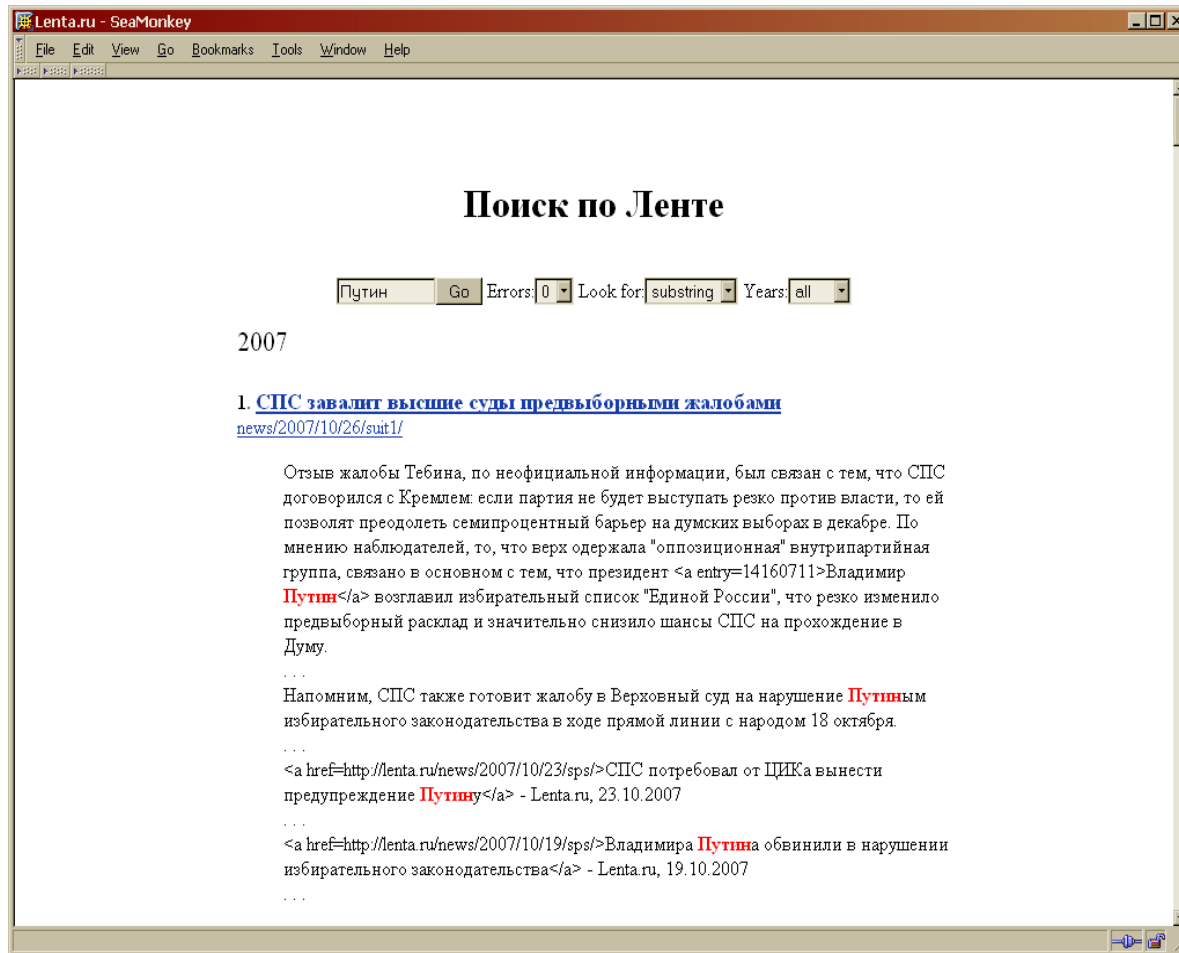 Lenta.ru - SeaMonkey
File Edit View Go Bookmarks Tools Window Help
Поиск по Ленте
Путин Go Errors: 0 Look for: substring Years: all
2007
1. СПС завалит высшие суды предвыборными жалобами
news/2007/10/26/suit1/
Отзыв жалобы Тебина, по неофициальной информации, был связан с тем, что СПС
договорился с Кремлем: если партия не будет выступать резко против власти, то ей
позволят преодолеть семипроцентный барьер на думских выборах в декабре. По
мнению наблюдателей, то, что верх одержала "оппозиционная" внутрипартийная
группа, связано в основном с тем, что президент <a entry=14160711>Владимир
Путин</a> возглавил избирательный список "Единой России", что резко изменило
предвыборный расклад и значительно снизило шансы СПС на прохождение в
Думу.
. . .
Напомним, СПС также готовит жалобу в Верховный суд на нарушение Путиным
избирательного законодательства в ходе прямой линии с народом 18 октября.
. . .
<a href=http://lenta.ru/news/2007/10/23/sps/>СПС потребовал от ЦИКа вынести
предупреждение Путину</a> - Lenta.ru, 23.10.2007
. . .
<a href=http://lenta.ru/news/2007/10/19/sps/>Владимира Путина обвинили в нарушении
избирательного законодательства</a> - Lenta.ru, 19.10.2007
. . .